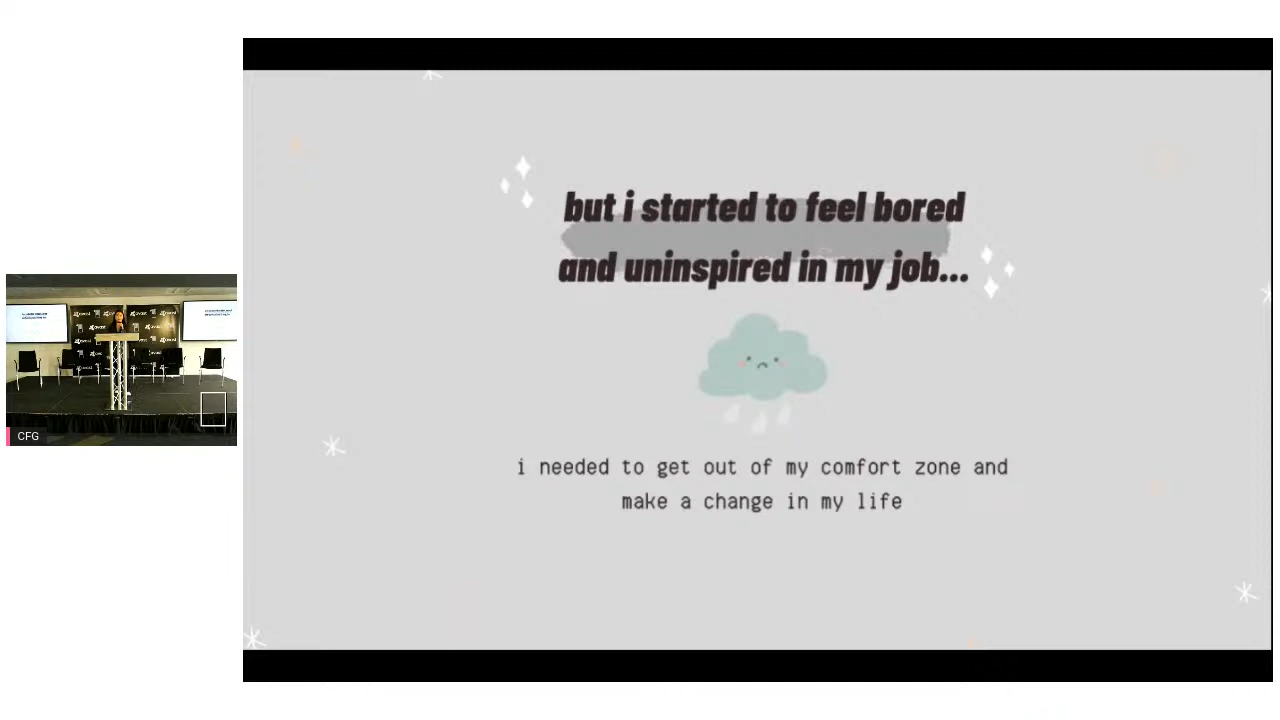 but i started to feel bored
and uninspired in my job...
i needed to get out of my comfort zone and
make a change in my life
CFG